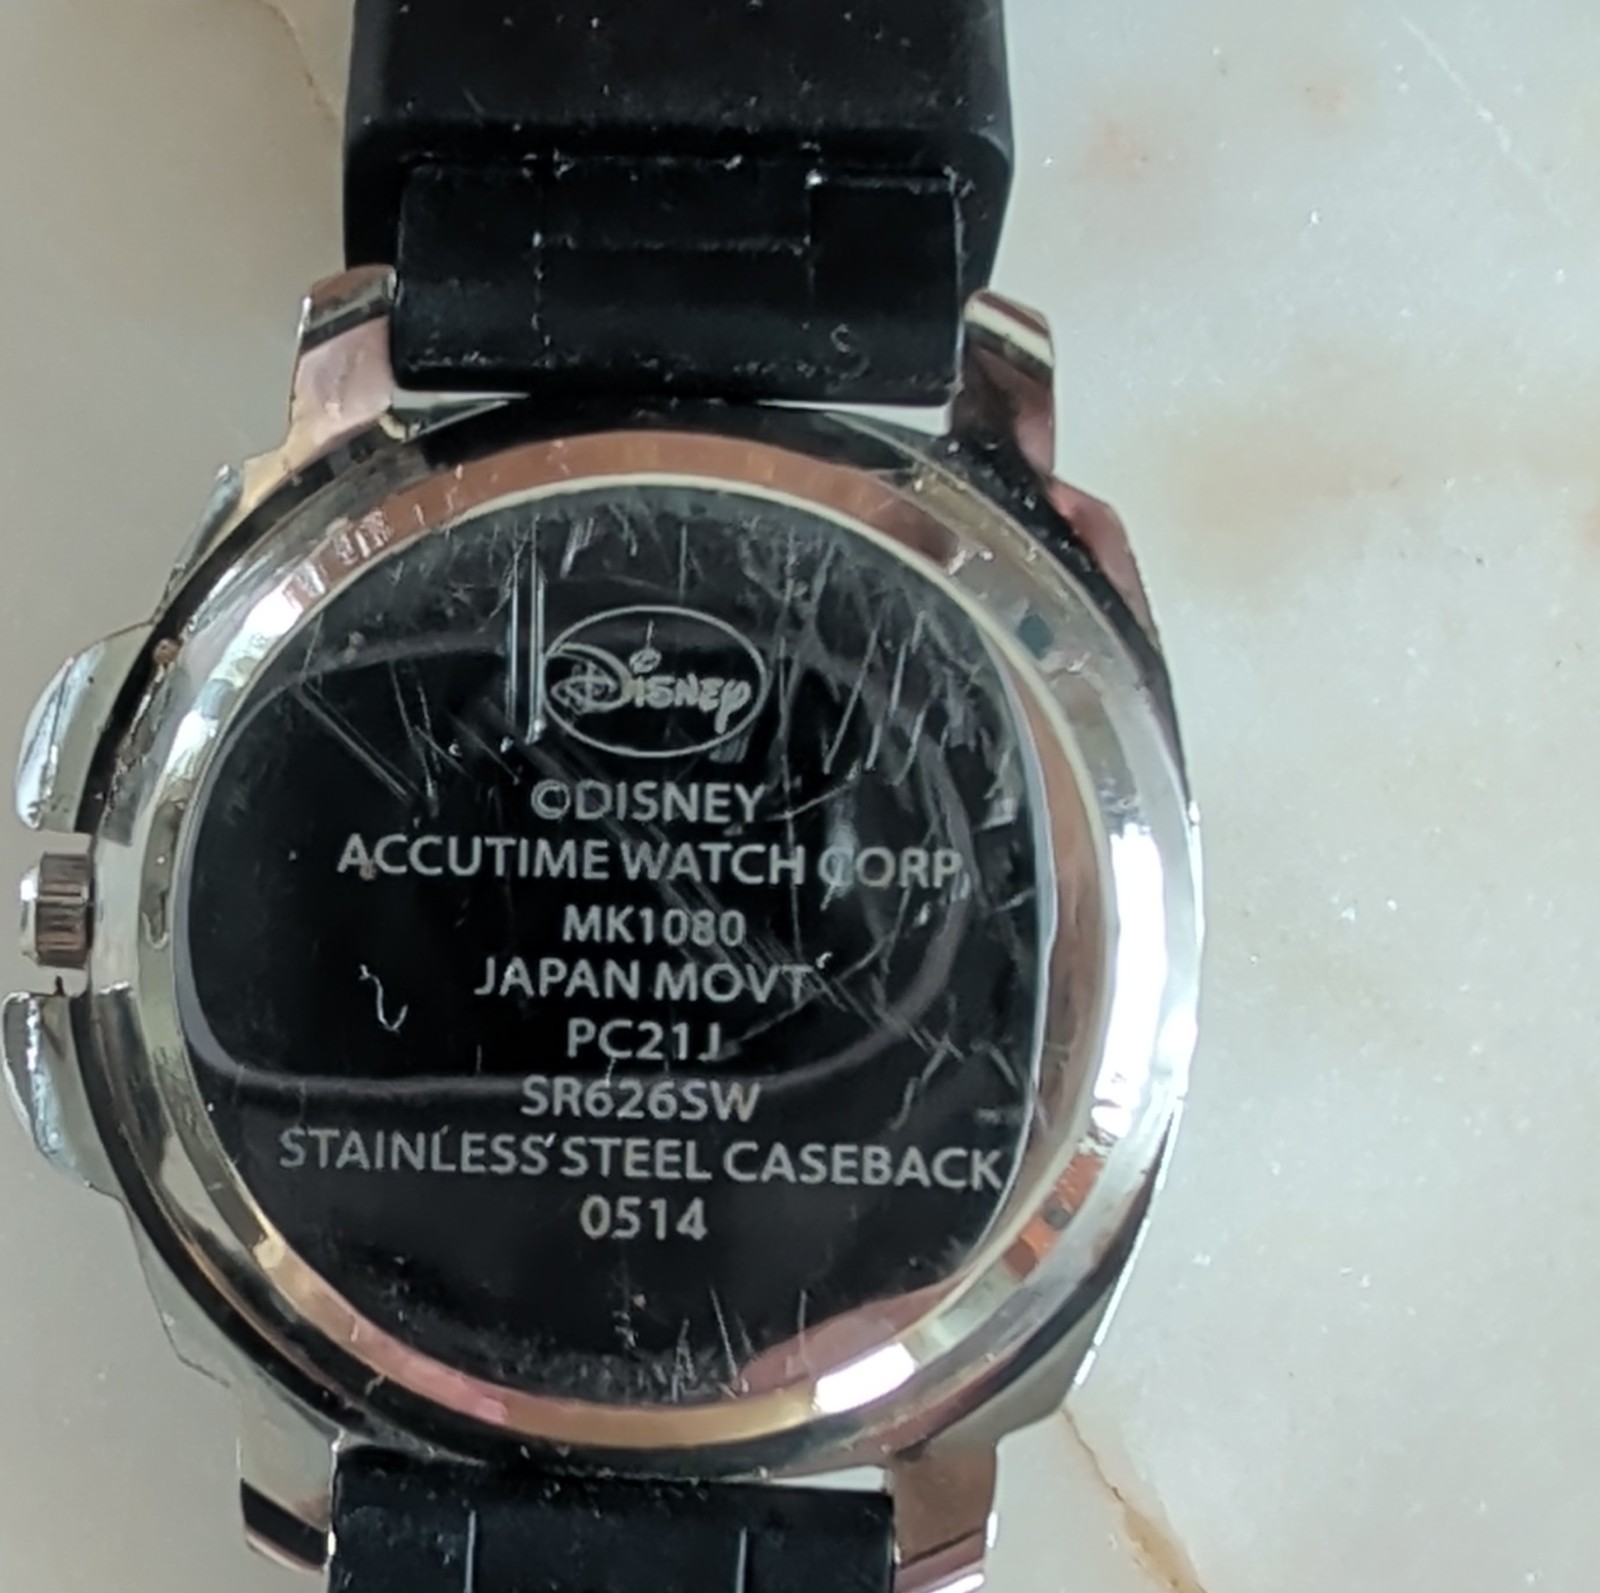 Disney
©DISNEY
ACCUTIME WATCH CORP.
MK1080
JAPAN MOVT
PC21J
SR626SW
STAINLESS STEEL CASEBACK
0514